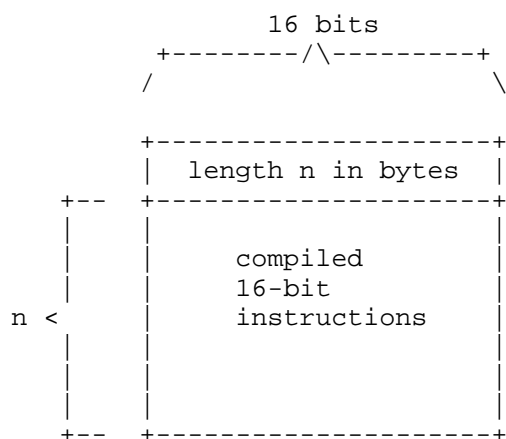 16 bits
length n in bytes
compiled
16-bit
n < instructions